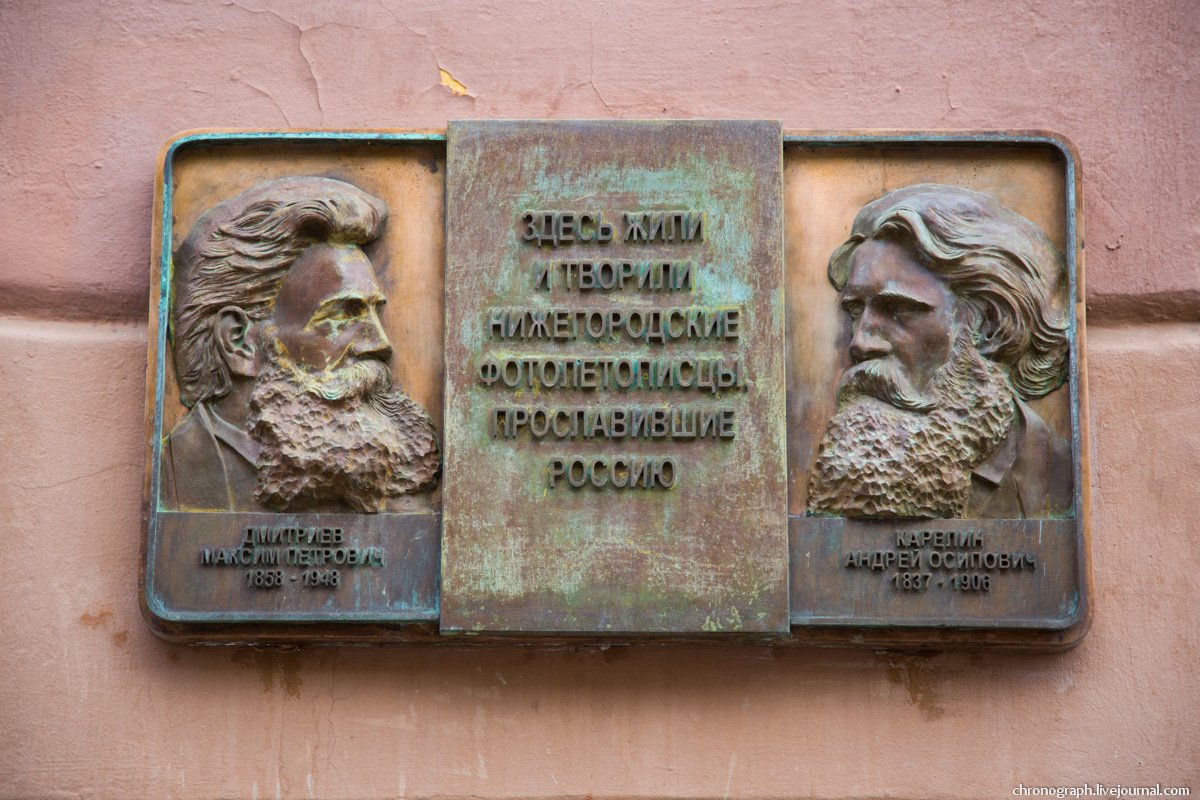 ЗДЕСЬ ЖИЛИ
И ТВОРИЛИ
НИЖЕГОРОДСКИЕ
ФОТОЛЕТОПИСЦЫ,
ПРОСЛАВИВШИЕ
РОССИЮ
ДМИТРИЕВ
МАКСИМ ПЕТРОВИЧ
1858 - 1948
КАРЕЛИН
АНДРЕЙ ОСИПОВИЧ
1837 - 1906
chronograph.livejournal.com